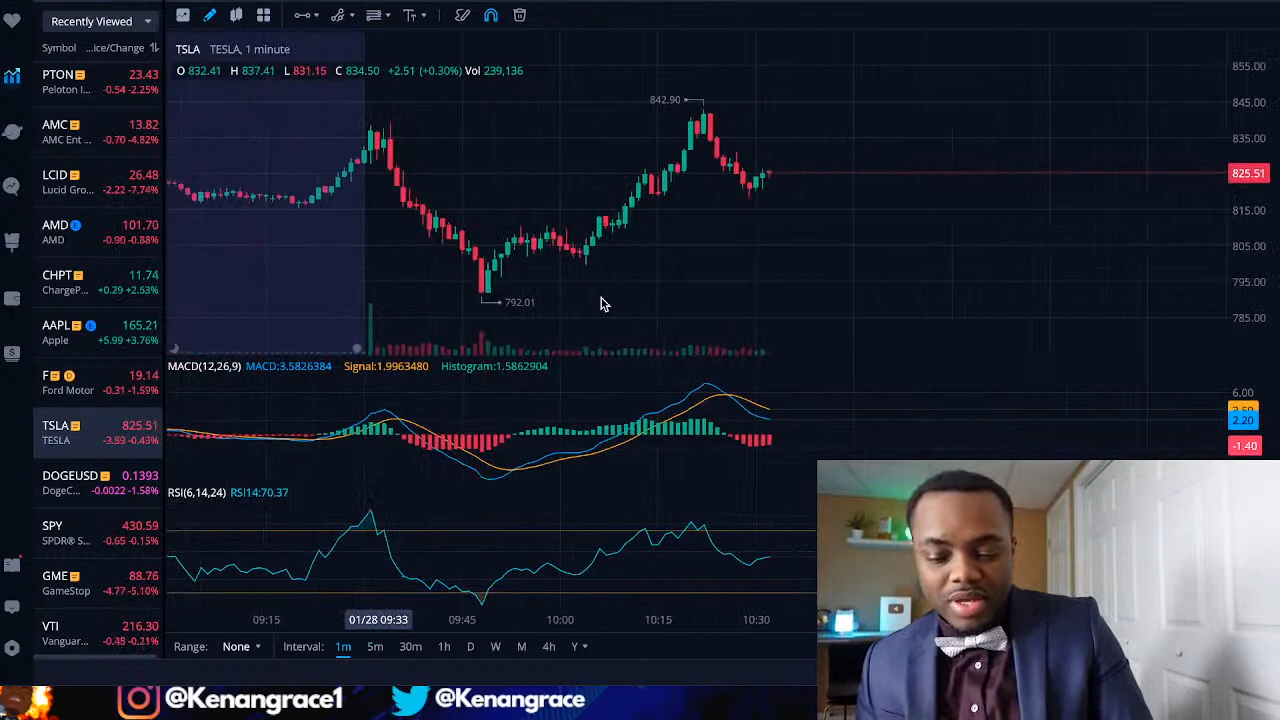 Recently Viewed
Symbol ...ice/Change
PTON 23.43
Peloton I... -0.54 -2.25%
AMC 13.82
AMC Ent ... -0.70 -4.82%
LCID 26.48
Lucid Gro... -2.22 -7.74%
AMD E 101.70
AMD -0.90 -0.88%
CHPT 11.74
ChargeP... +0.29 +2.53%
AAPL E 165.21
Apple +5.99 +3.76%
F D 19.14
Ford Motor -0.31 -1.59%
TSLA 825.51
TESLA -3.59 -0.43%
DOGEUSD 0.1393
DogeC... -0.0022 -1.58%
SPY 430.59
SPDR® S... -0.65 -0.15%
GME 88.76
GameStop -4.77 -5.10%
VTI 216.30
Vanguar... -0.45 -0.21%
TSLA TESLA, 1 minute
O 832.41 H 837.41 L 831.15 C 834.50 +2.51 (+0.30%) Vol 239,136
842.90
792.01
855.00
845.00
835.00
825.51
815.00
805.00
795.00
785.00
MACD(12,26,9) MACD:3.5826384 Signal:1.9963480 Histogram:1.5862904
6.00
2.20
-1.40
RSI(6,14,24) RSI14:70.37
09:15 01/28 09:33 09:45 10:00 10:15 10:30
Range: None Interval: 1m 5m 30m 1h D W M 4h Y
@Kenangrace1 @Kenangrace